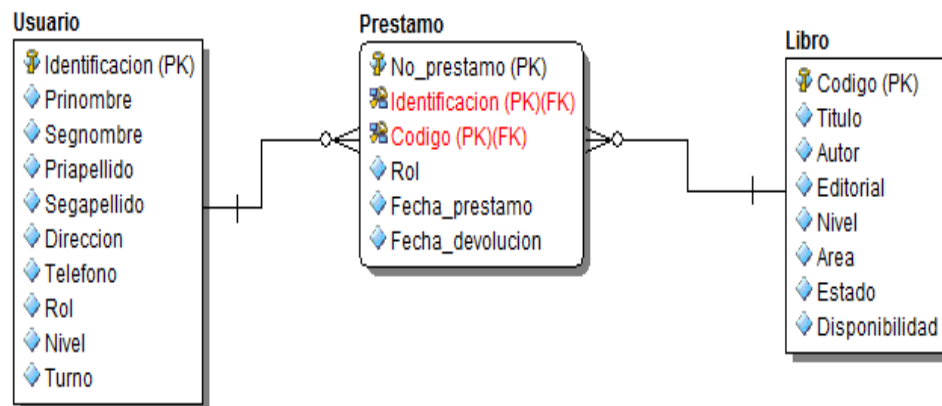 Usuario
Identificacion (PK)
Prinombre
Segnombre
Priapellido
Segapellido
Direccion
Telefono
Rol
Nivel
Turno
Prestamo
No_prestamo (PK)
Identificacion (PK)(FK)
Codigo (PK)(FK)
Rol
Fecha_prestamo
Fecha_devolucion
Libro
Codigo (PK)
Titulo
Autor
Editorial
Nivel
Area
Estado
Disponibilidad